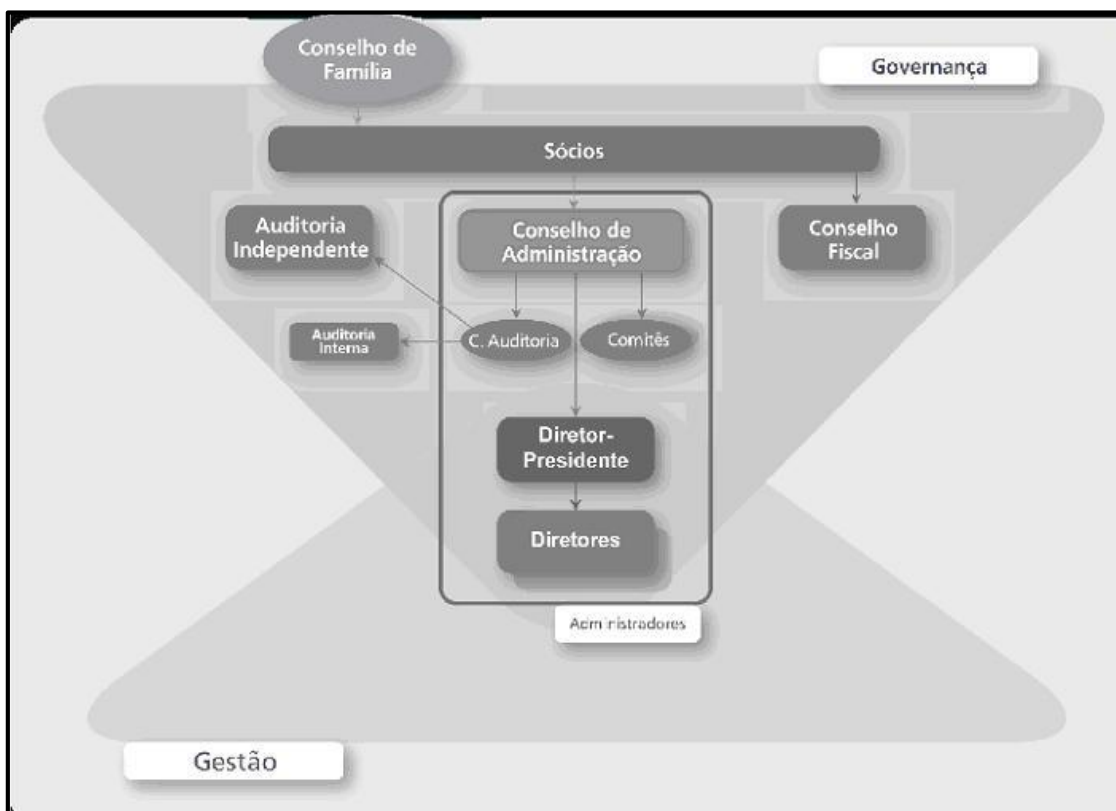 Conselho de
Família
Governança
Sócios
Auditoria
Independente
Conselho de
Administração
Conselho
Fiscal
Auditoria
Interna
C. Auditoria
Comitês
Diretor-
Presidente
Diretores
Administradores
Gestão